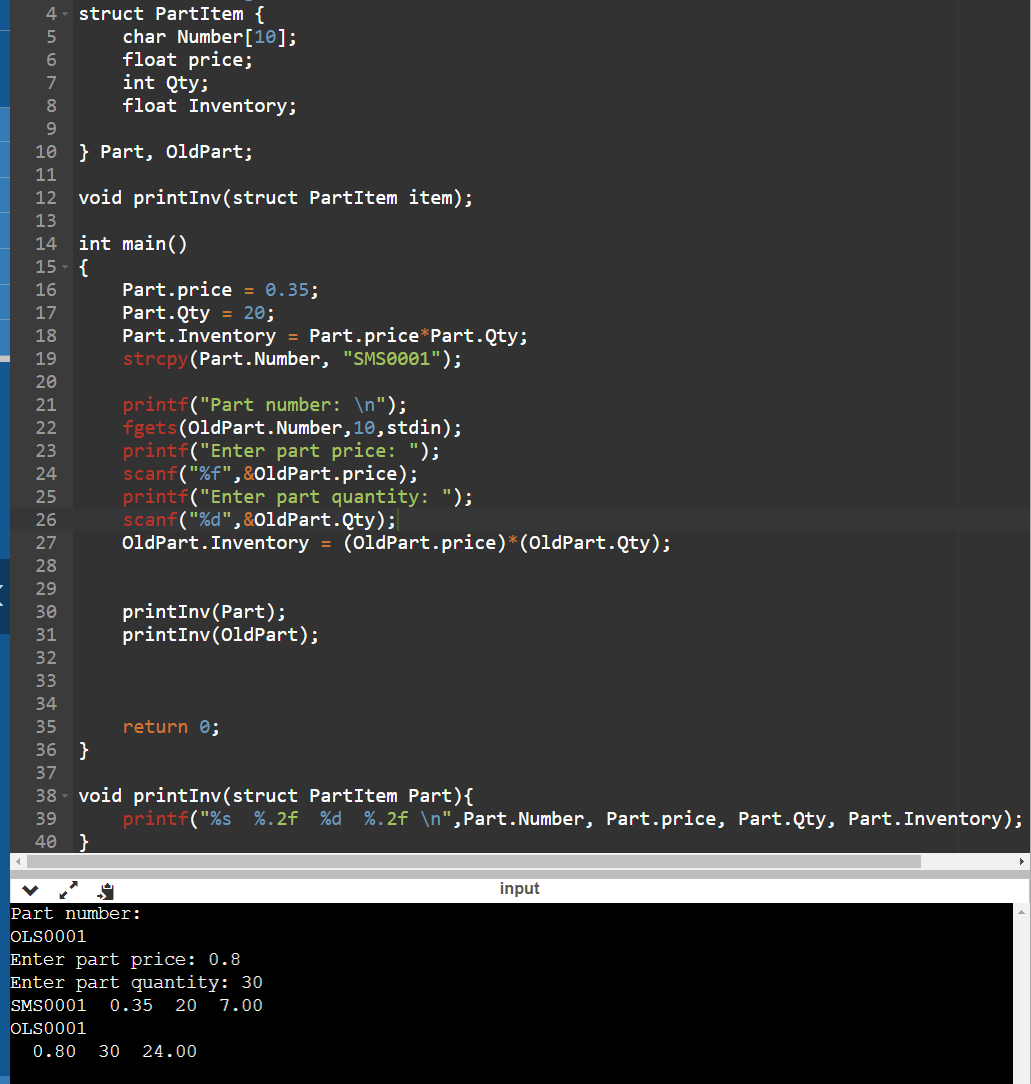 4 struct PartItem {
5 char Number[10];
6 float price;
7 int Qty;
8 float Inventory;
9
10 } Part, OldPart;
11
12 void printInv(struct PartItem item);
13
14 int main()
15 {
16 Part.price = 0.35;
17 Part.Qty = 20;
18 Part.Inventory = Part.price*Part.Qty;
19 strcpy(Part.Number, "SMS0001");
20
21 printf("Part number: \n");
22 fgets(OldPart.Number,10,stdin);
23 printf("Enter part price: ");
24 scanf("%f",&OldPart.price);
25 printf("Enter part quantity: ");
26 scanf("%d",&OldPart.Qty);
27 OldPart.Inventory = (OldPart.price)*(OldPart.Qty);
28
29
30 printInv(Part);
31 printInv(OldPart);
32
33
34
35 return 0;
36 }
37
38 void printInv(struct PartItem Part){
39 printf("%s  %.2f  %d  %.2f \n",Part.Number, Part.price, Part.Qty, Part.Inventory);
40 }
input
Part number:
OLS0001
Enter part price: 0.8
Enter part quantity: 30
SMS0001  0.35  20  7.00
OLS0001
  0.80  30  24.00